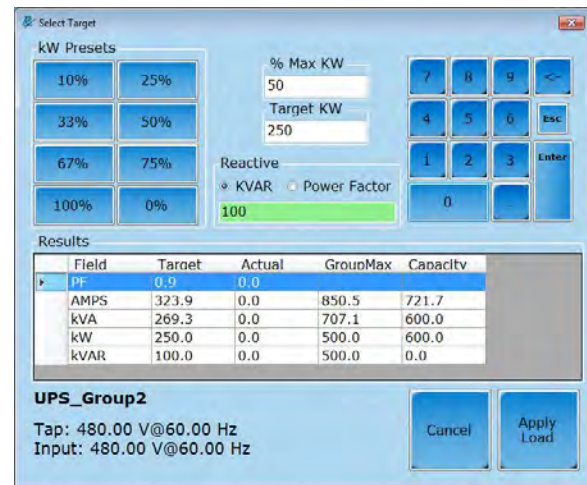 Select Target
kW Presets
10% 25%
33% 50%
67% 75%
100% 0%
% Max KW
50
Target KW
250
Reactive
KVAR Power Factor
100
7 8 9 <-
4 5 6 Esc
1 2 3 Enter
0 .
Results
Field Target Actual GroupMax Capacity
PF 0.9 0.0
AMPS 323.9 0.0 850.5 721.7
kVA 269.3 0.0 707.1 600.0
kW 250.0 0.0 500.0 600.0
kVAR 100.0 0.0 500.0 0.0
UPS_Group2
Tap: 480.00 V@60.00 Hz
Input: 480.00 V@60.00 Hz
Cancel
Apply
Load